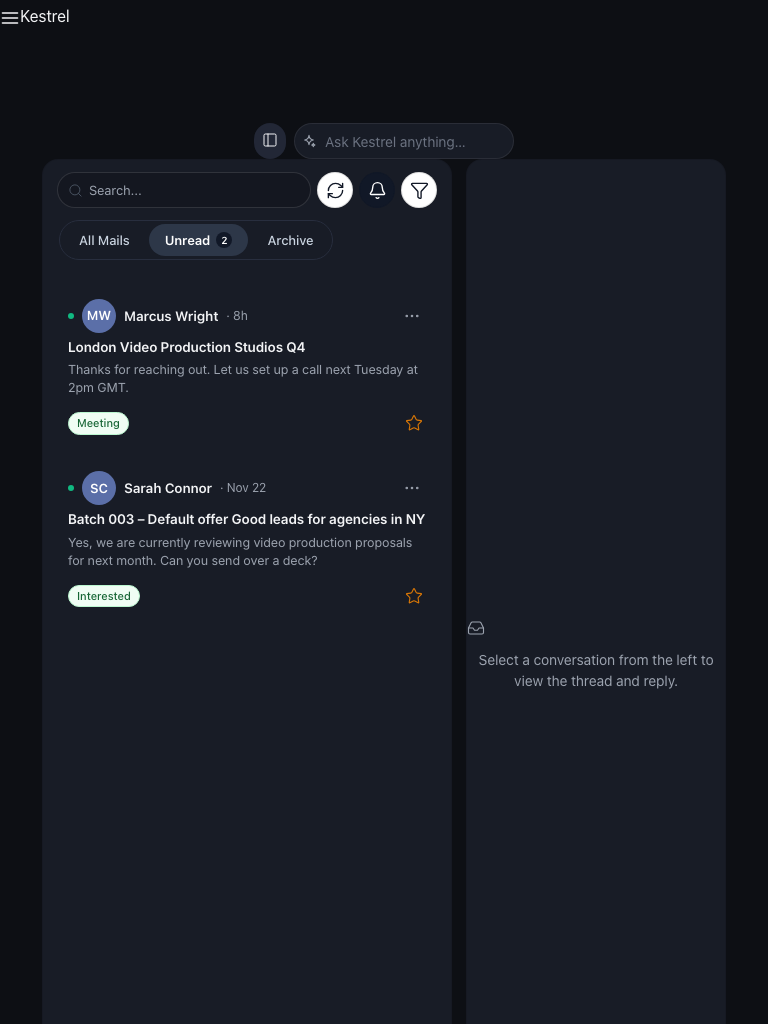 Kestrel
Ask Kestrel anything...
Search...
All Mails
Unread 2
Archive
MW Marcus Wright · 8h
London Video Production Studios Q4
Thanks for reaching out. Let us set up a call next Tuesday at
2pm GMT.
Meeting
SC Sarah Connor · Nov 22
Batch 003 – Default offer Good leads for agencies in NY
Yes, we are currently reviewing video production proposals
for next month. Can you send over a deck?
Interested
Select a conversation from the left to
view the thread and reply.